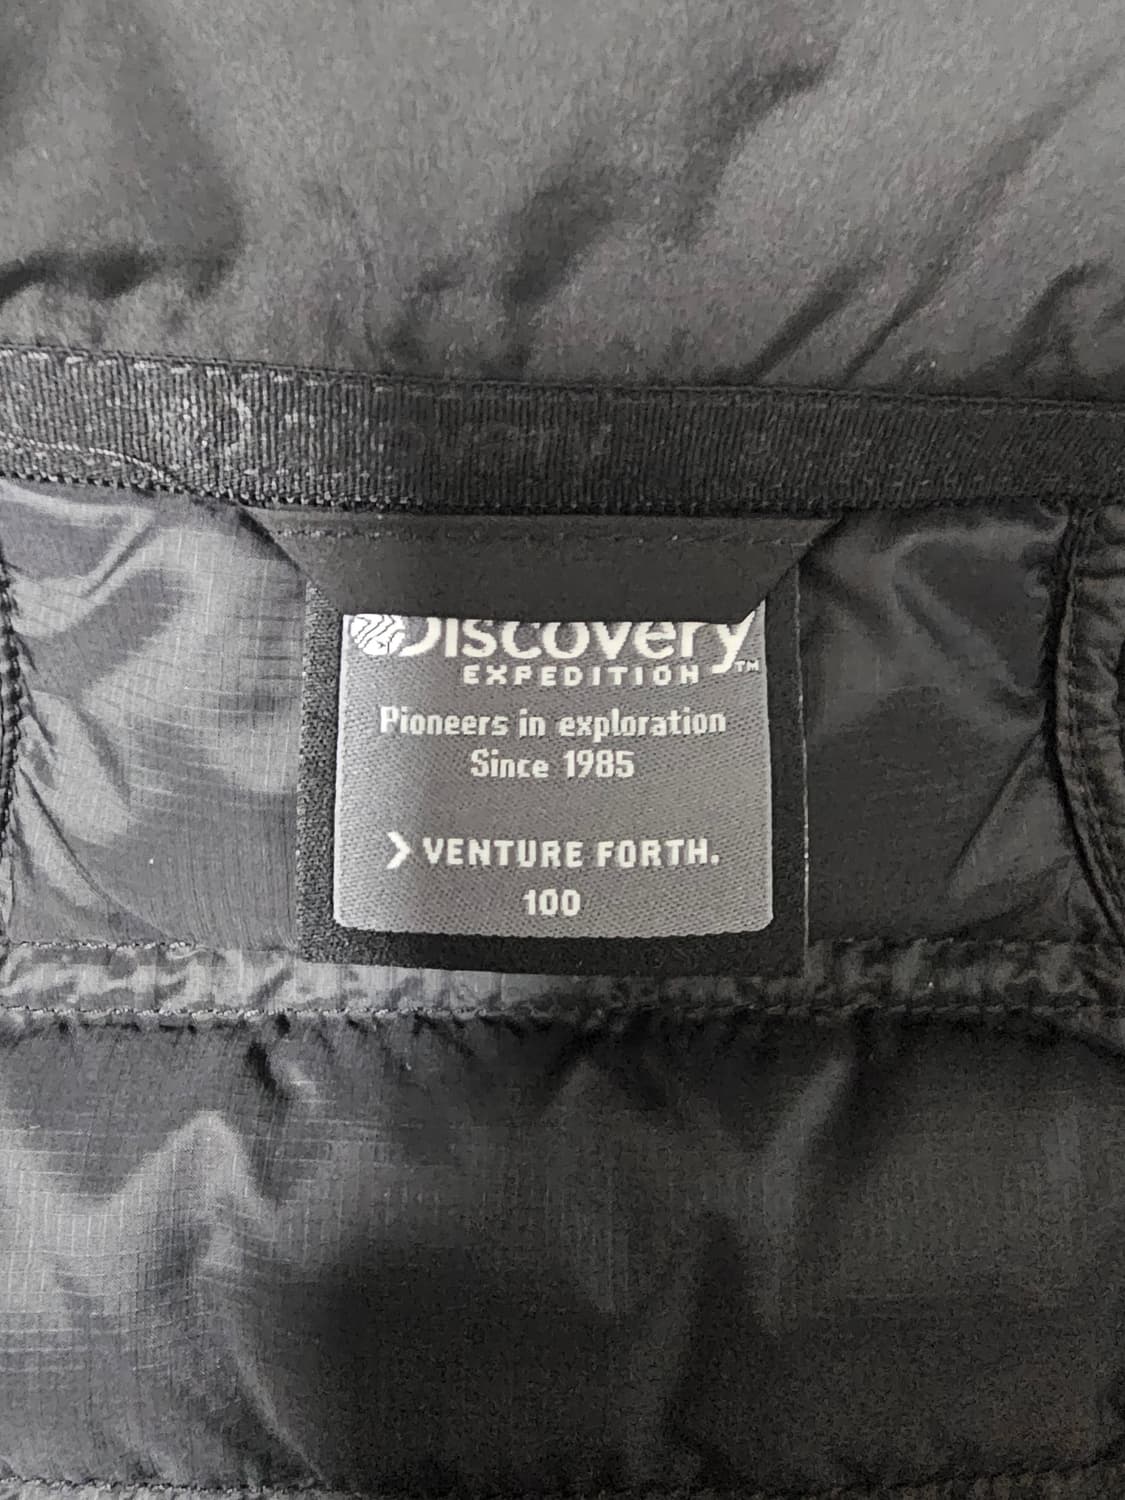 Discovery
EXPEDITION™
Pioneers in exploration
Since 1985
❯ VENTURE FORTH.
100